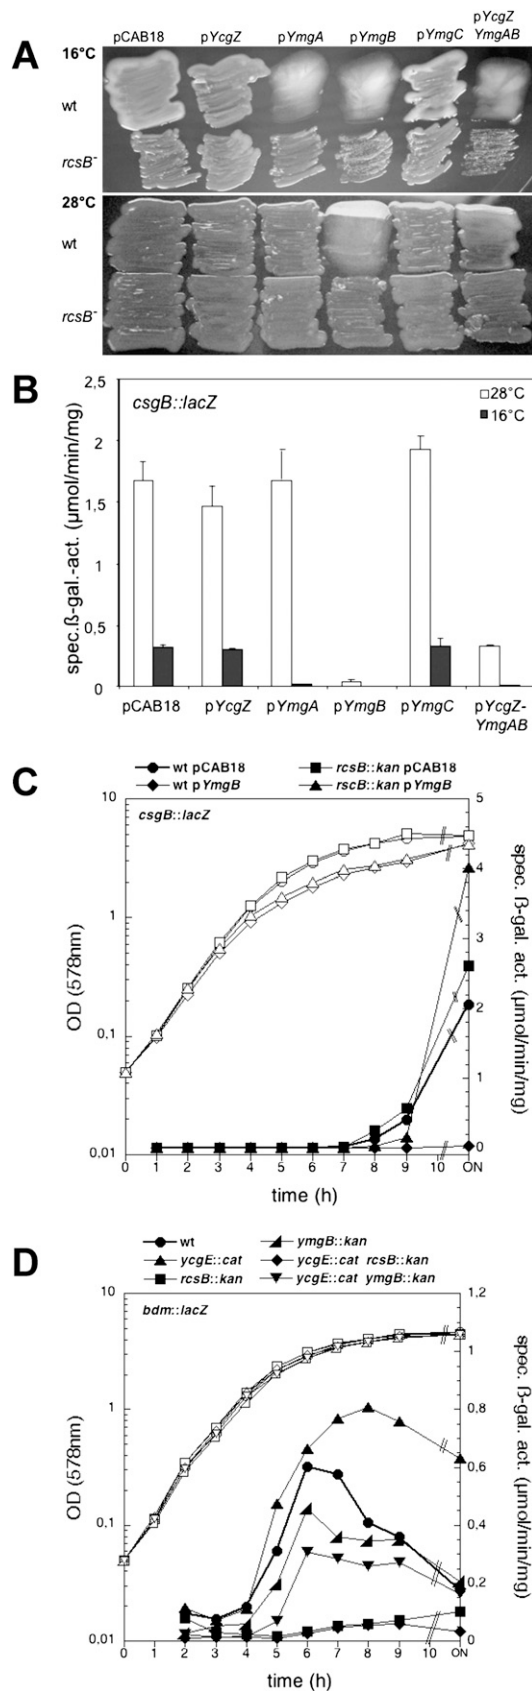 A
pCAB18 pYcgZ pYmgA pYmgB pYmgC pYcgZ YmgAB
16°C
wt
rcsB-
28°C
wt
rcsB-
B
csgB::lacZ
28°C
16°C
2,5
2
1,5
1
0,5
0
spec.ß-gal.-act. (µmol/min/mg)
pCAB18 pYcgZ pYmgA pYmgB pYmgC pYcgZ-
YmgAB
C
wt pCAB18 rcsB::kan pCAB18
wt pYmgB rscB::kan pYmgB
csgB::lacZ
10
1
0.1
0.01
OD (578nm)
5
4
3
2
1
0
spec. ß-gal. act. (µmol/min/mg)
0 1 2 3 4 5 6 7 8 9 10 ON
time (h)
D
wt ymgB::kan
ycgE::cat ycgE::cat rcsB::kan
rcsB::kan ycgE::cat ymgB::kan
bdm::lacZ
10
1
0.1
0.01
OD (578nm)
1,2
1
0,8
0,6
0,4
0,2
0
spec. ß-gal. act. (µmol/min/mg)
0 1 2 3 4 5 6 7 8 9 10 ON
time (h)